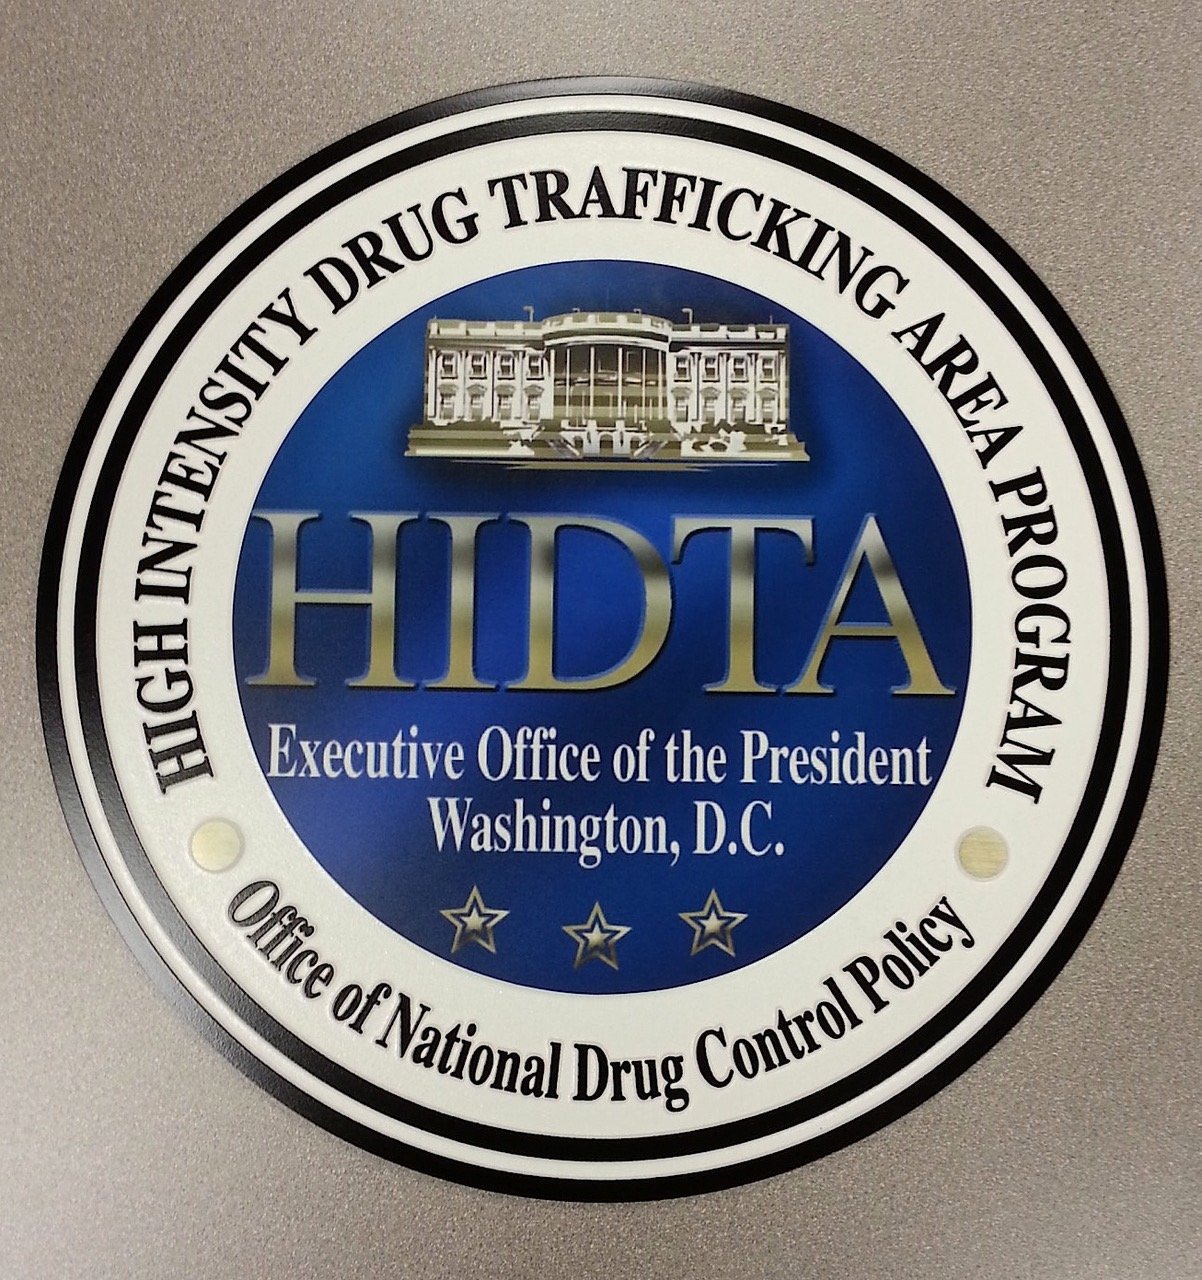 HIGH INTENSITY DRUG TRAFFICKING AREA PROGRAM
HIDTA
Executive Office of the President
Washington, D.C.
Office of National Drug Control Policy